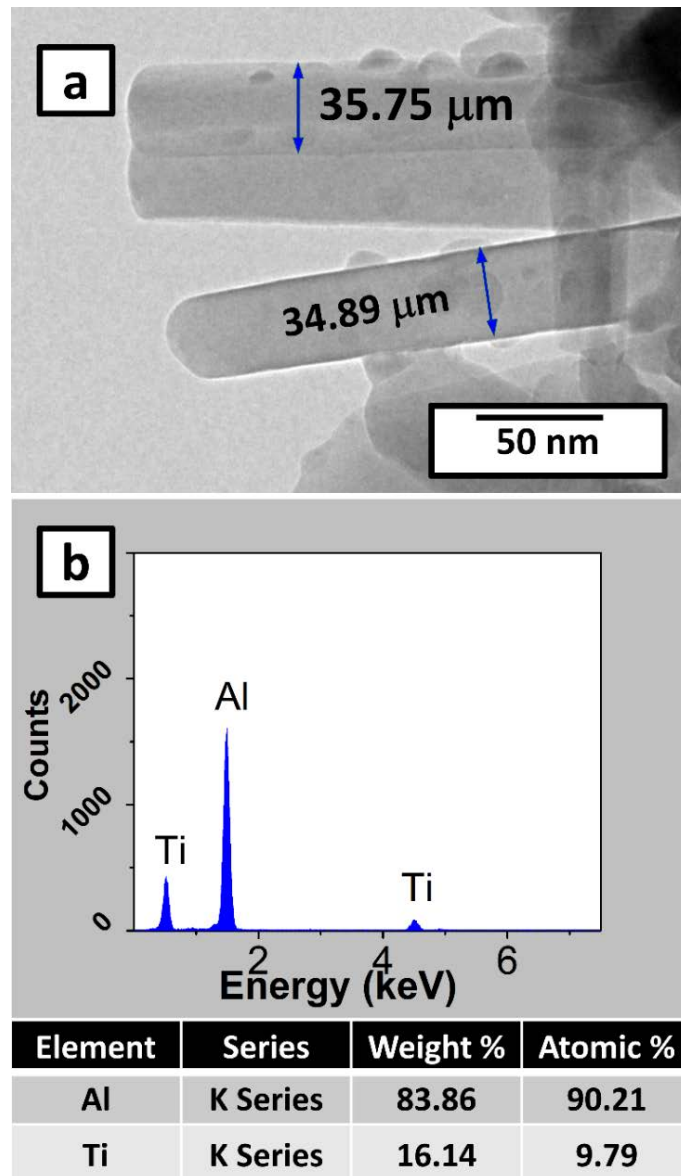 a
35.75 μm
34.89 μm
50 nm
b
2000
1000
0
Counts
Ti
Al
Ti
2 4 6
Energy (keV)
Element Series Weight % Atomic %
Al K Series 83.86 90.21
Ti K Series 16.14 9.79